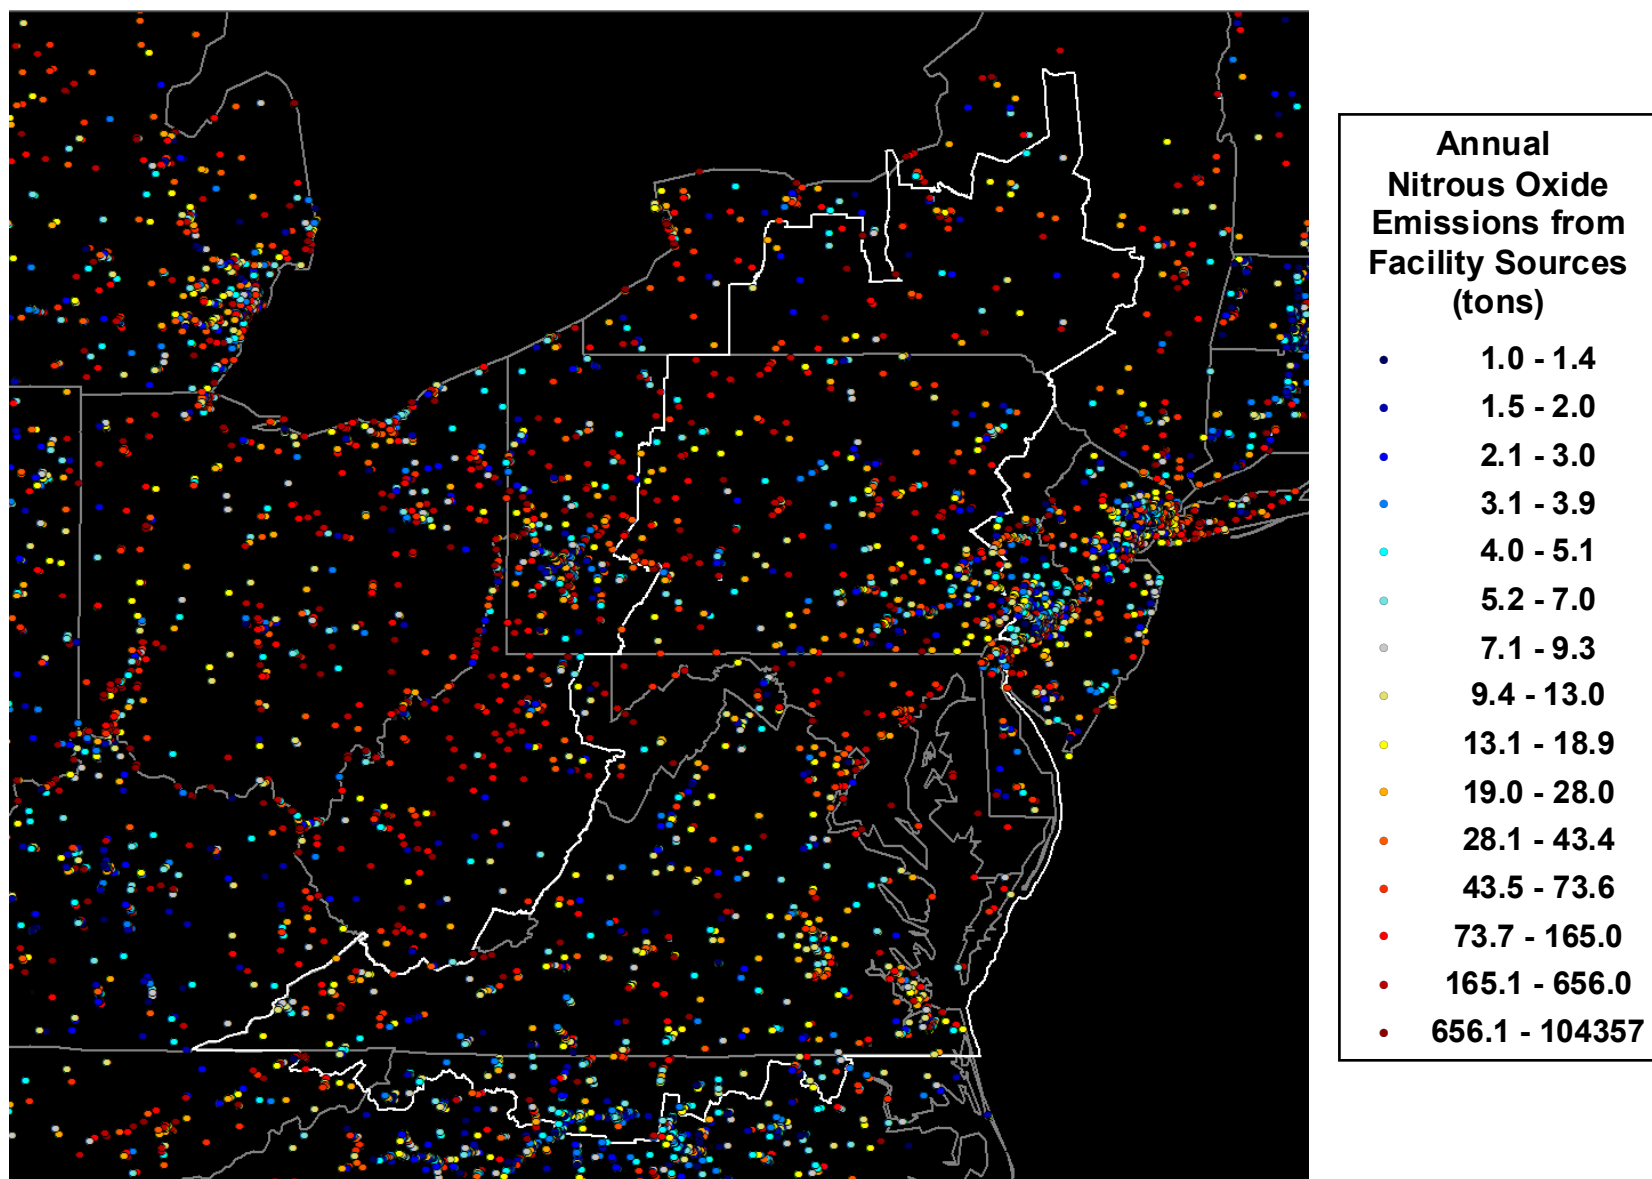 Annual
Nitrous Oxide
Emissions from
Facility Sources
(tons)
1.0 - 1.4
1.5 - 2.0
2.1 - 3.0
3.1 - 3.9
4.0 - 5.1
5.2 - 7.0
7.1 - 9.3
9.4 - 13.0
13.1 - 18.9
19.0 - 28.0
28.1 - 43.4
43.5 - 73.6
73.7 - 165.0
165.1 - 656.0
656.1 - 104357